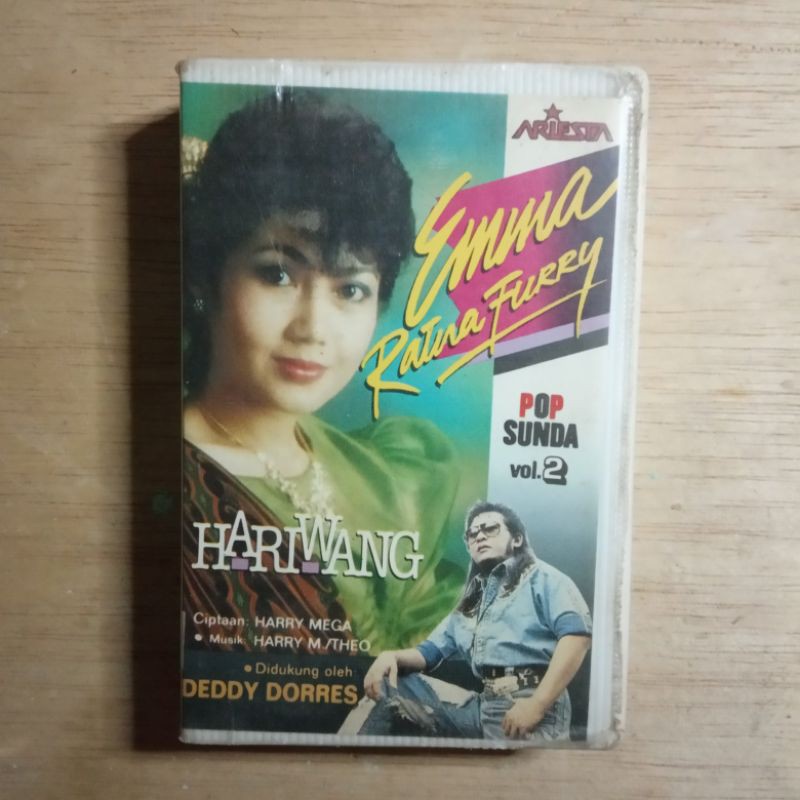 ARIESTA
Emma
Ratna Furry
POP
SUNDA
vol.2
HARIWANG
Ciptaan: HARRY MEGA
• Musik: HARRY M/THEO
• Didukung oleh:
DEDDY DORRES